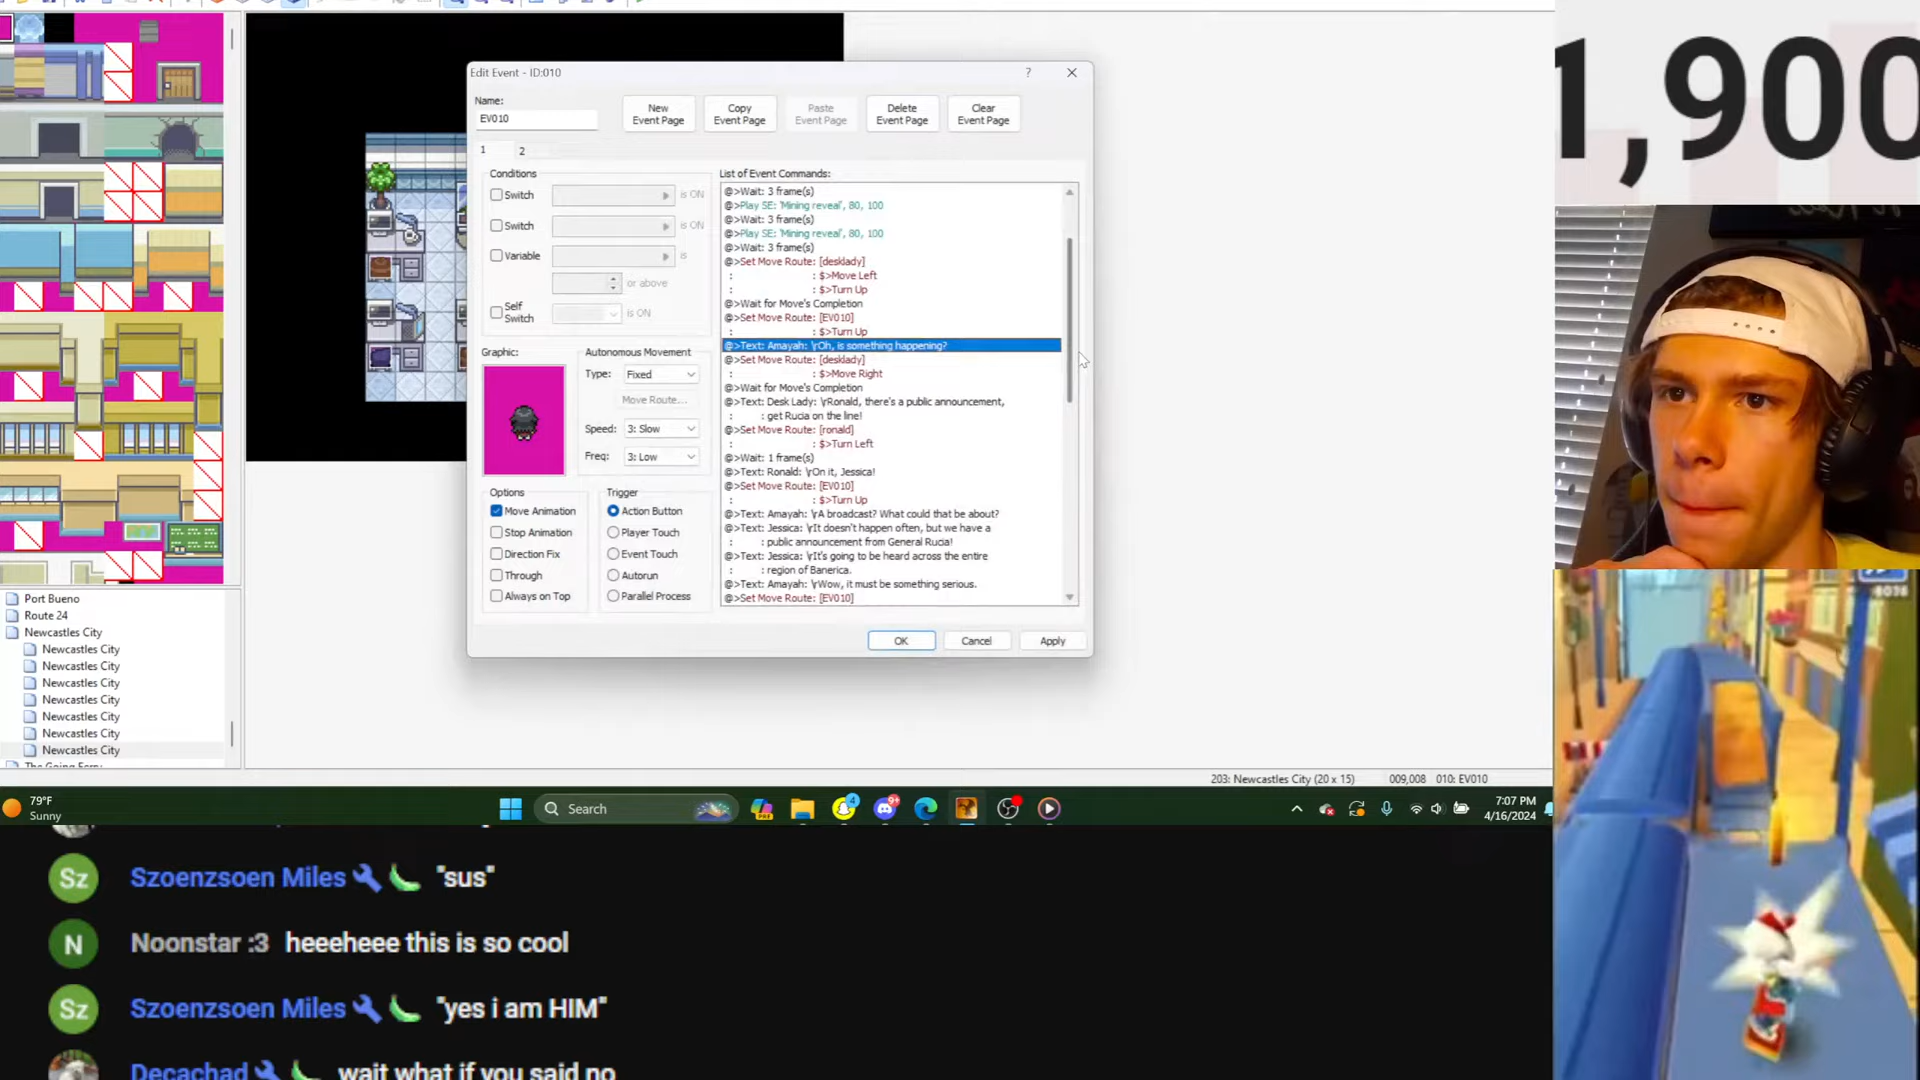 Edit Event - ID:010
?
Name:
EV010
New
Event Page
Copy
Event Page
Paste
Event Page
Delete
Event Page
Clear
Event Page
1
2
Conditions
Switch
is ON
Switch
is ON
Variable
is
or above
Self
Switch
is ON
Graphic:
Autonomous Movement
Type:
Fixed
Move Route...
Speed:
3: Slow
Freq:
3: Low
Options
Move Animation
Stop Animation
Direction Fix
Through
Always on Top
Trigger
Action Button
Player Touch
Event Touch
Autorun
Parallel Process
List of Event Commands:
@>Wait: 3 frame(s)
@>Play SE: 'Mining reveal', 80, 100
@>Wait: 3 frame(s)
@>Play SE: 'Mining reveal', 80, 100
@>Wait: 3 frame(s)
@>Set Move Route: [desklady]
: : $>Move Left
: : $>Turn Up
@>Wait for Move's Completion
@>Set Move Route: [EV010]
: : $>Turn Up
@>Text: Amayah: \rOh, is something happening?
@>Set Move Route: [desklady]
: : $>Move Right
@>Wait for Move's Completion
@>Text: Desk Lady: \rRonald, there's a public announcement,
: : get Rucia on the line!
@>Set Move Route: [ronald]
: : $>Turn Left
@>Wait: 1 frame(s)
@>Text: Ronald: \rOn it, Jessica!
@>Set Move Route: [EV010]
: : $>Turn Up
@>Text: Amayah: \rA broadcast? What could that be about?
@>Text: Jessica: \rIt doesn't happen often, but we have a
: : public announcement from General Rucia!
@>Text: Jessica: \rIt's going to be heard across the entire
: : region of Banerica.
@>Text: Amayah: \rWow, it must be something serious.
@>Set Move Route: [EV010]
OK
Cancel
Apply
Port Bueno
Route 24
Newcastles City
Newcastles City
Newcastles City
Newcastles City
Newcastles City
Newcastles City
Newcastles City
Newcastles City
The Going Ferry
203: Newcastles City (20 x 15)
009,008
010: EV010
79°F
Sunny
Search
7:07 PM
4/16/2024
1,900
Sz Szoenzsoen Miles "sus"
N Noonstar :3 heeeheee this is so cool
Sz Szoenzsoen Miles "yes i am HIM"
Decachad wait what if you said no